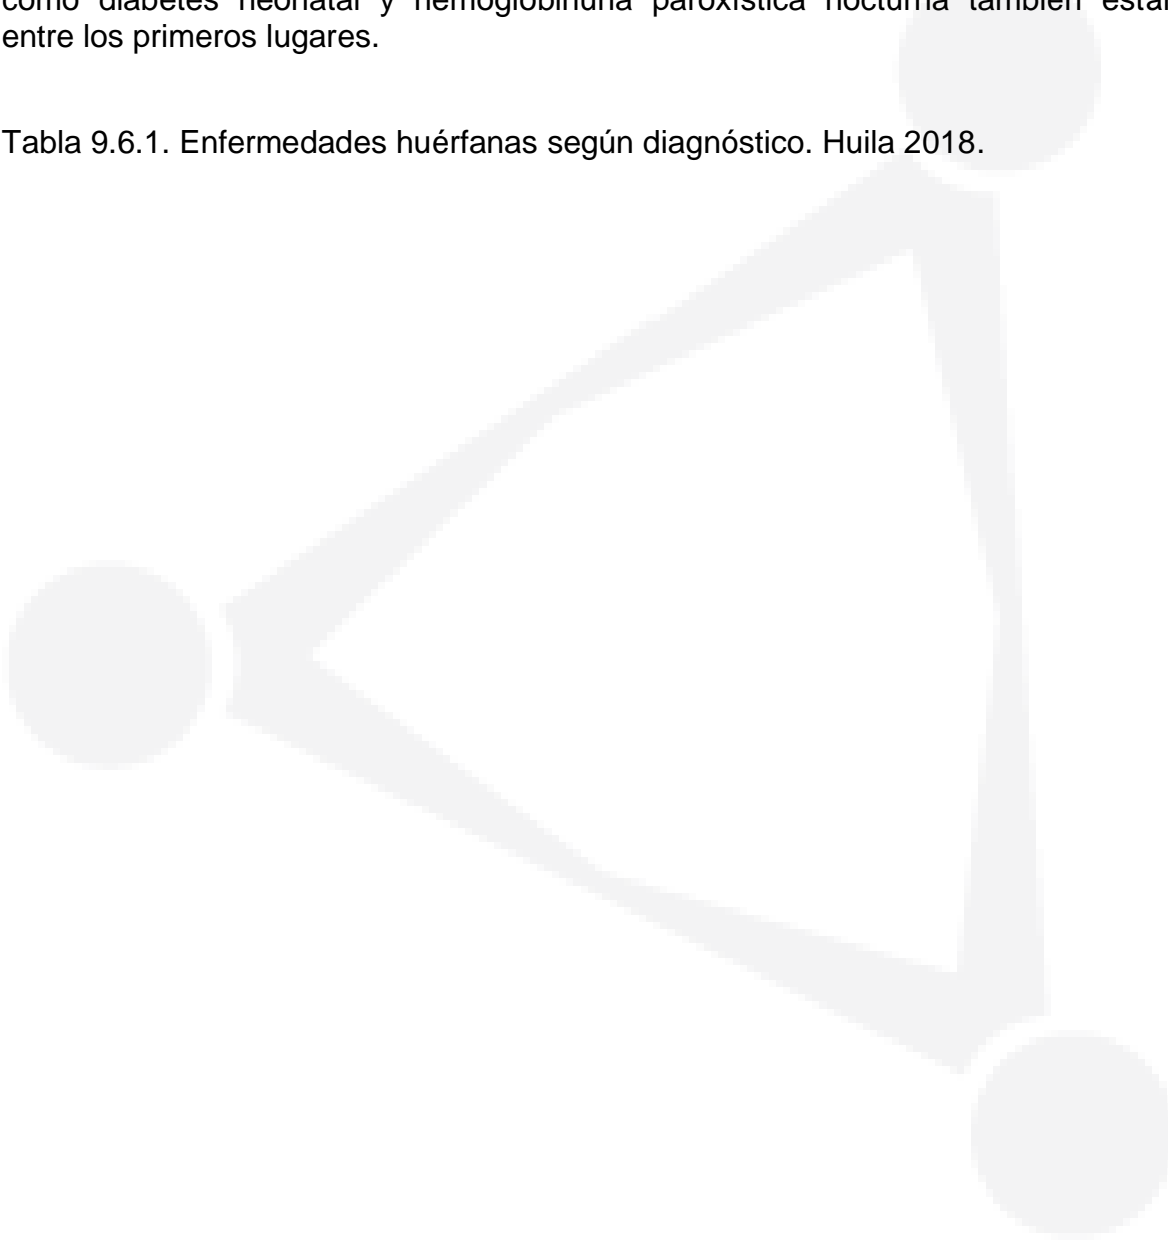 como diabetes neonatal y hemoglobinuria paroxística nocturna también están
entre los primeros lugares.
Tabla 9.6.1. Enfermedades huérfanas según diagnóstico. Huila 2018.